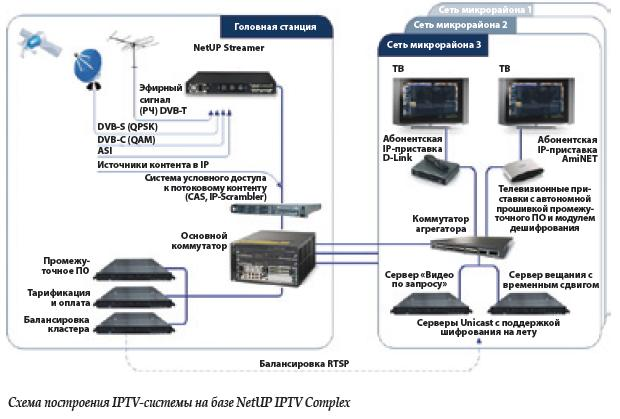 Головная станция
NetUP Streamer
Эфирный
сигнал
(РЧ) DVB-T
DVB-S (QPSK)
DVB-C (QAM)
ASI
Источники контента в IP
Система условного доступа
к потоковому контенту
(CAS, IP-Scrambler)
Основной
коммутатор
Промежу-
точное ПО
Тарификация
и оплата
Балансировка
кластера
Балансировка RTSP
Сеть микрорайона 1
Сеть микрорайона 2
Сеть микрорайона 3
ТВ
ТВ
Абонентская
IP-приставка
D-Link
Абонентская
IP-приставка
AmiNET
Телевизионные при-
ставки с автономной
прошивкой промежу-
точного ПО и модулем
дешифрования
Коммутатор
агрегатора
Сервер «Видео
по запросу»
Сервер вещания с
временным сдвигом
Серверы Unicast с поддержкой
шифрования на лету
Схема построения IPTV-системы на базе NetUP IPTV Complex